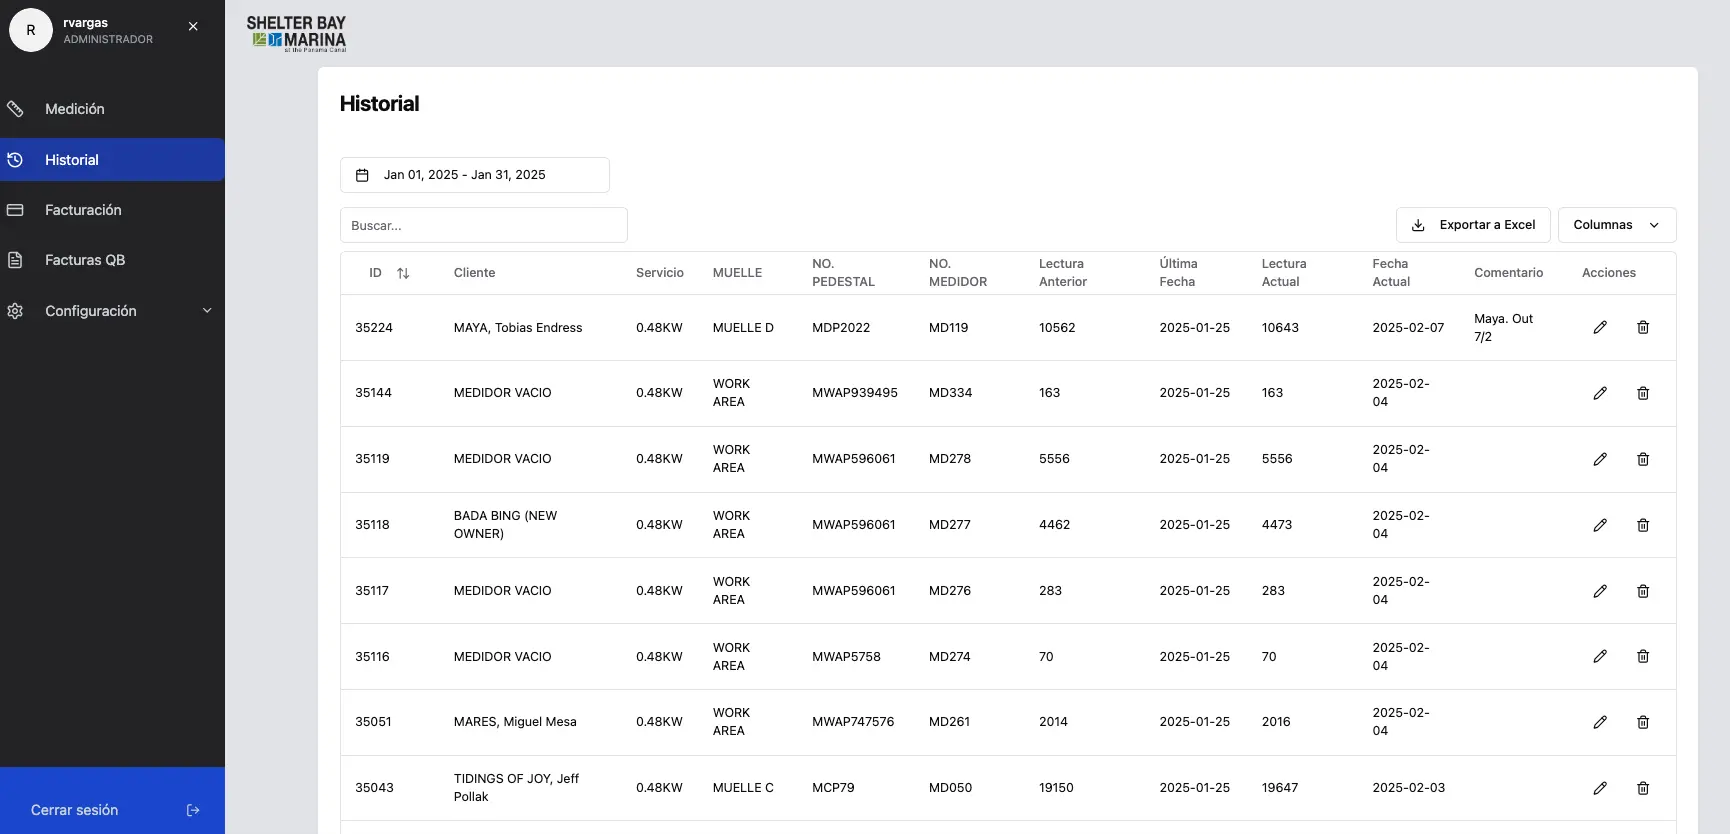 R
rvargas
ADMINISTRADOR
Medición
Historial
Facturación
Facturas QB
Configuración
Cerrar sesión
SHELTER BAY
MARINA
at the Panama Canal
Historial
Jan 01, 2025 - Jan 31, 2025
Buscar...
Exportar a Excel
Columnas
ID Cliente Servicio MUELLE NO. PEDESTAL NO. MEDIDOR Lectura Anterior Última Fecha Lectura Actual Fecha Actual Comentario Acciones
35224 MAYA, Tobias Endress 0.48KW MUELLE D MDP2022 MD119 10562 2025-01-25 10643 2025-02-07 Maya. Out 7/2
35144 MEDIDOR VACIO 0.48KW WORK AREA MWAP939495 MD334 163 2025-01-25 163 2025-02-04
35119 MEDIDOR VACIO 0.48KW WORK AREA MWAP596061 MD278 5556 2025-01-25 5556 2025-02-04
35118 BADA BING (NEW OWNER) 0.48KW WORK AREA MWAP596061 MD277 4462 2025-01-25 4473 2025-02-04
35117 MEDIDOR VACIO 0.48KW WORK AREA MWAP596061 MD276 283 2025-01-25 283 2025-02-04
35116 MEDIDOR VACIO 0.48KW WORK AREA MWAP5758 MD274 70 2025-01-25 70 2025-02-04
35051 MARES, Miguel Mesa 0.48KW WORK AREA MWAP747576 MD261 2014 2025-01-25 2016 2025-02-04
35043 TIDINGS OF JOY, Jeff Pollak 0.48KW MUELLE C MCP79 MD050 19150 2025-01-25 19647 2025-02-03